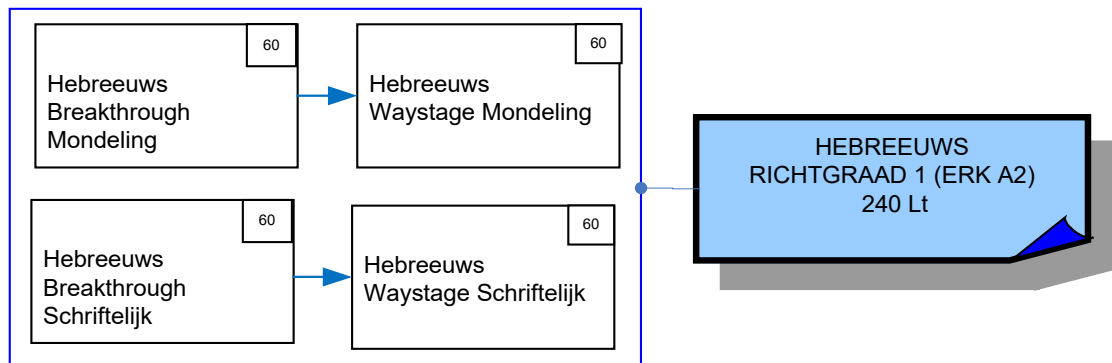 60
Hebreeuws
Breakthrough
Mondeling
60
Hebreeuws
Waystage Mondeling
60
Hebreeuws
Breakthrough
Schriftelijk
60
Hebreeuws
Waystage Schriftelijk
HEBREEUWS
RICHTGRAAD 1 (ERK A2)
240 Lt